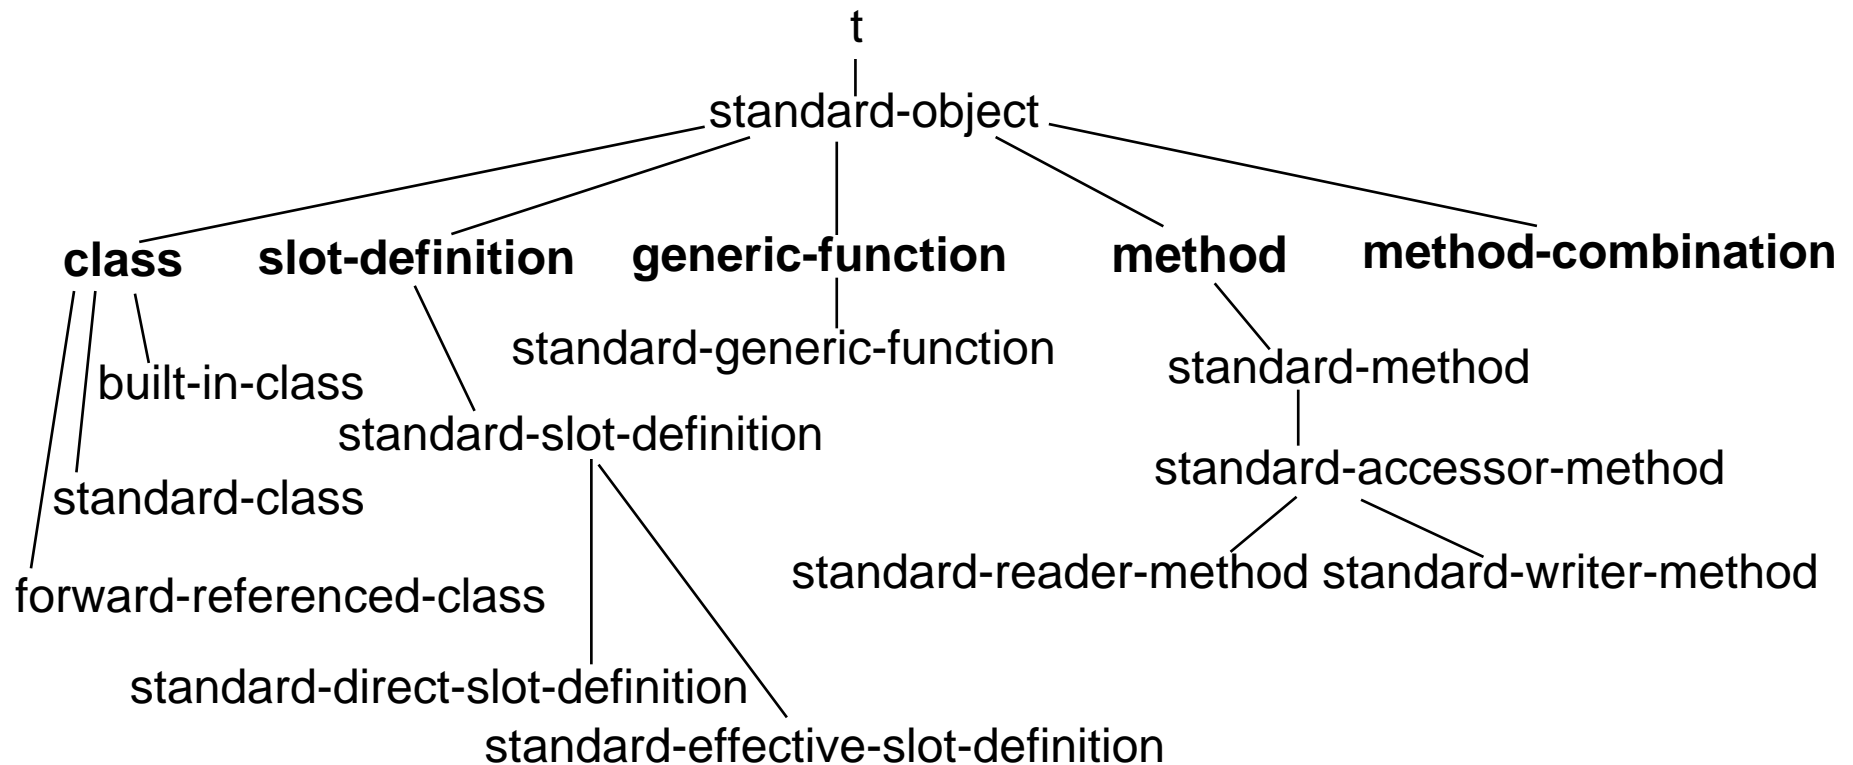 t
standard-object
class slot-definition generic-function method method-combination
standard-generic-function
standard-method
built-in-class
standard-slot-definition
standard-accessor-method
standard-class
standard-reader-method standard-writer-method
forward-referenced-class
standard-direct-slot-definition
standard-effective-slot-definition